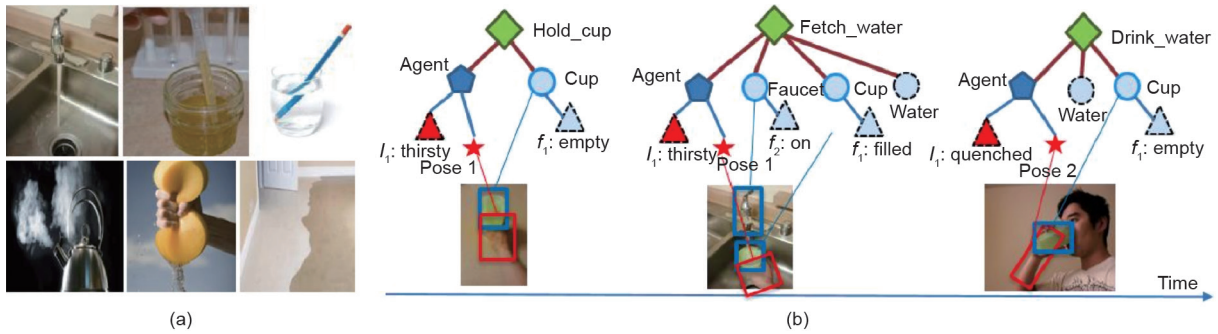 Hold_cup
Agent
Cup
I₁: thirsty
f₁: empty
Pose 1
Fetch_water
Agent
Faucet
Cup
Water
I₁: thirsty
f₂: on
f₁: filled
Pose 1
Drink_water
Agent
Water
Cup
I₁: quenched
f₁: empty
Pose 2
Time
(a)
(b)